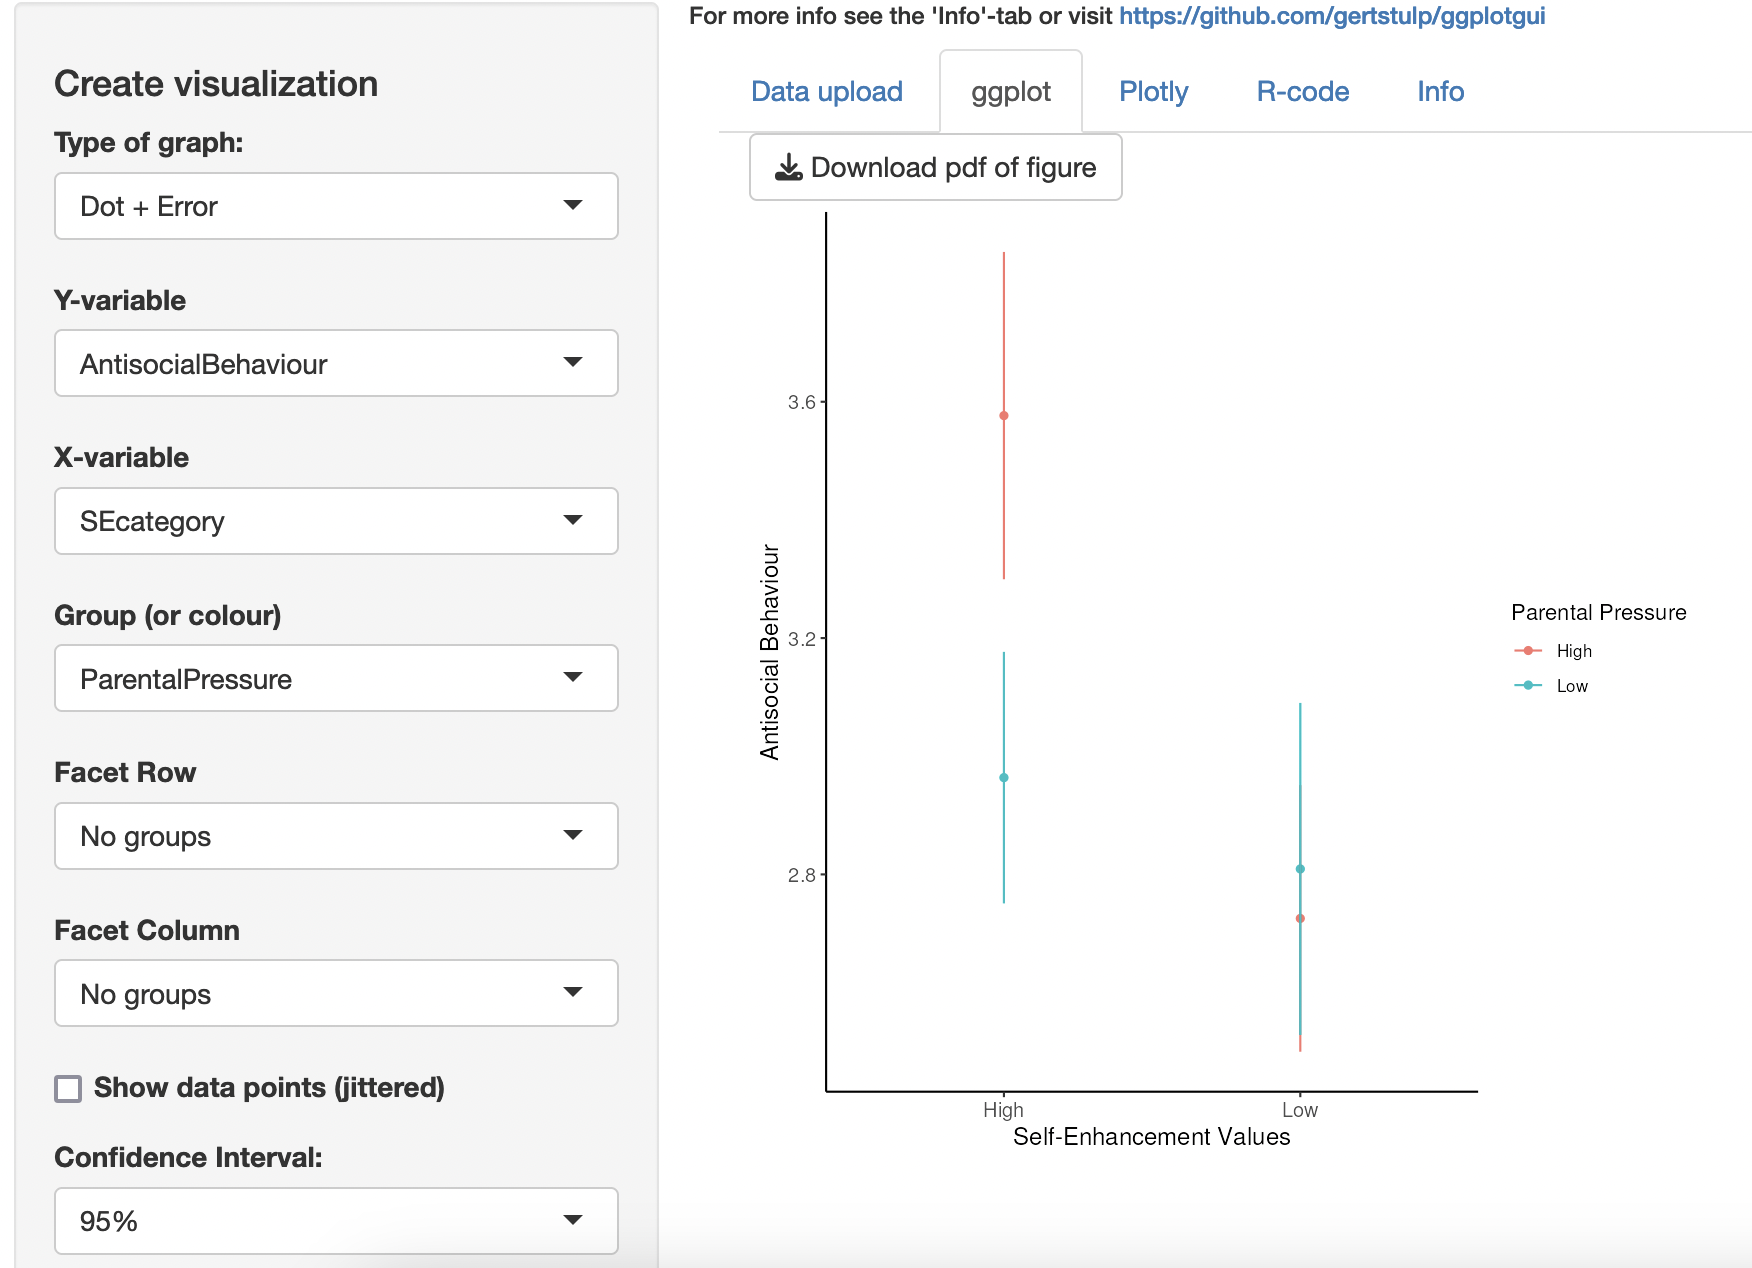 For more info see the 'Info'-tab or visit https://github.com/gertstulp/ggplotgui
Create visualization
Type of graph:
Dot + Error
Y-variable
AntisocialBehaviour
X-variable
SEcategory
Group (or colour)
ParentalPressure
Facet Row
No groups
Facet Column
No groups
Show data points (jittered)
Confidence Interval:
95%
Data upload
ggplot
Plotly
R-code
Info
Download pdf of figure
Antisocial Behaviour
3.6
3.2
2.8
High
Low
Self-Enhancement Values
Parental Pressure
High
Low